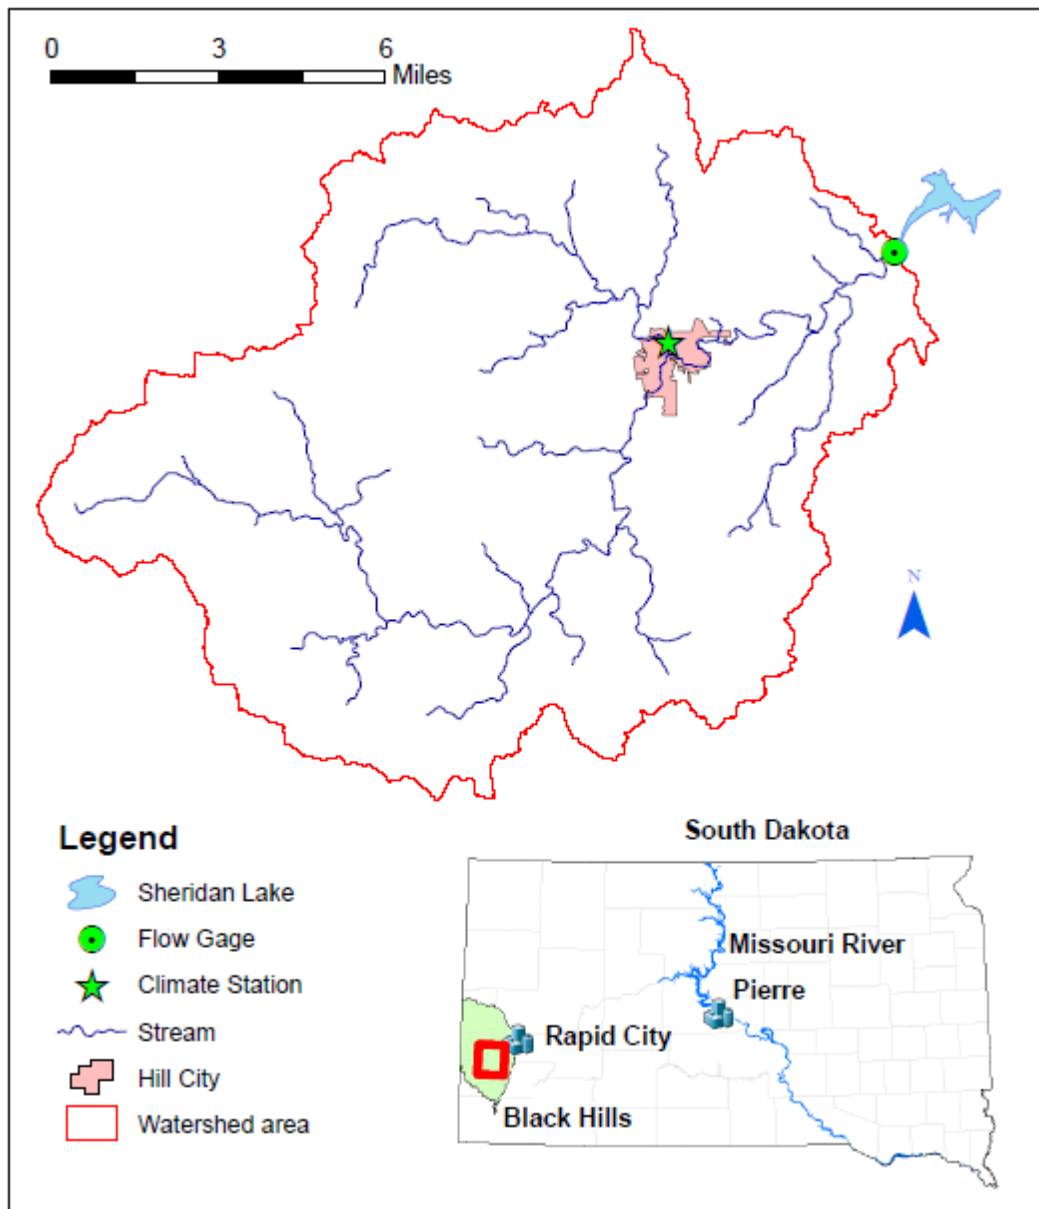 0 3 6
Miles
N
Legend
Sheridan Lake
Flow Gage
Climate Station
Stream
Hill City
Watershed area
South Dakota
Missouri River
Pierre
Rapid City
Black Hills